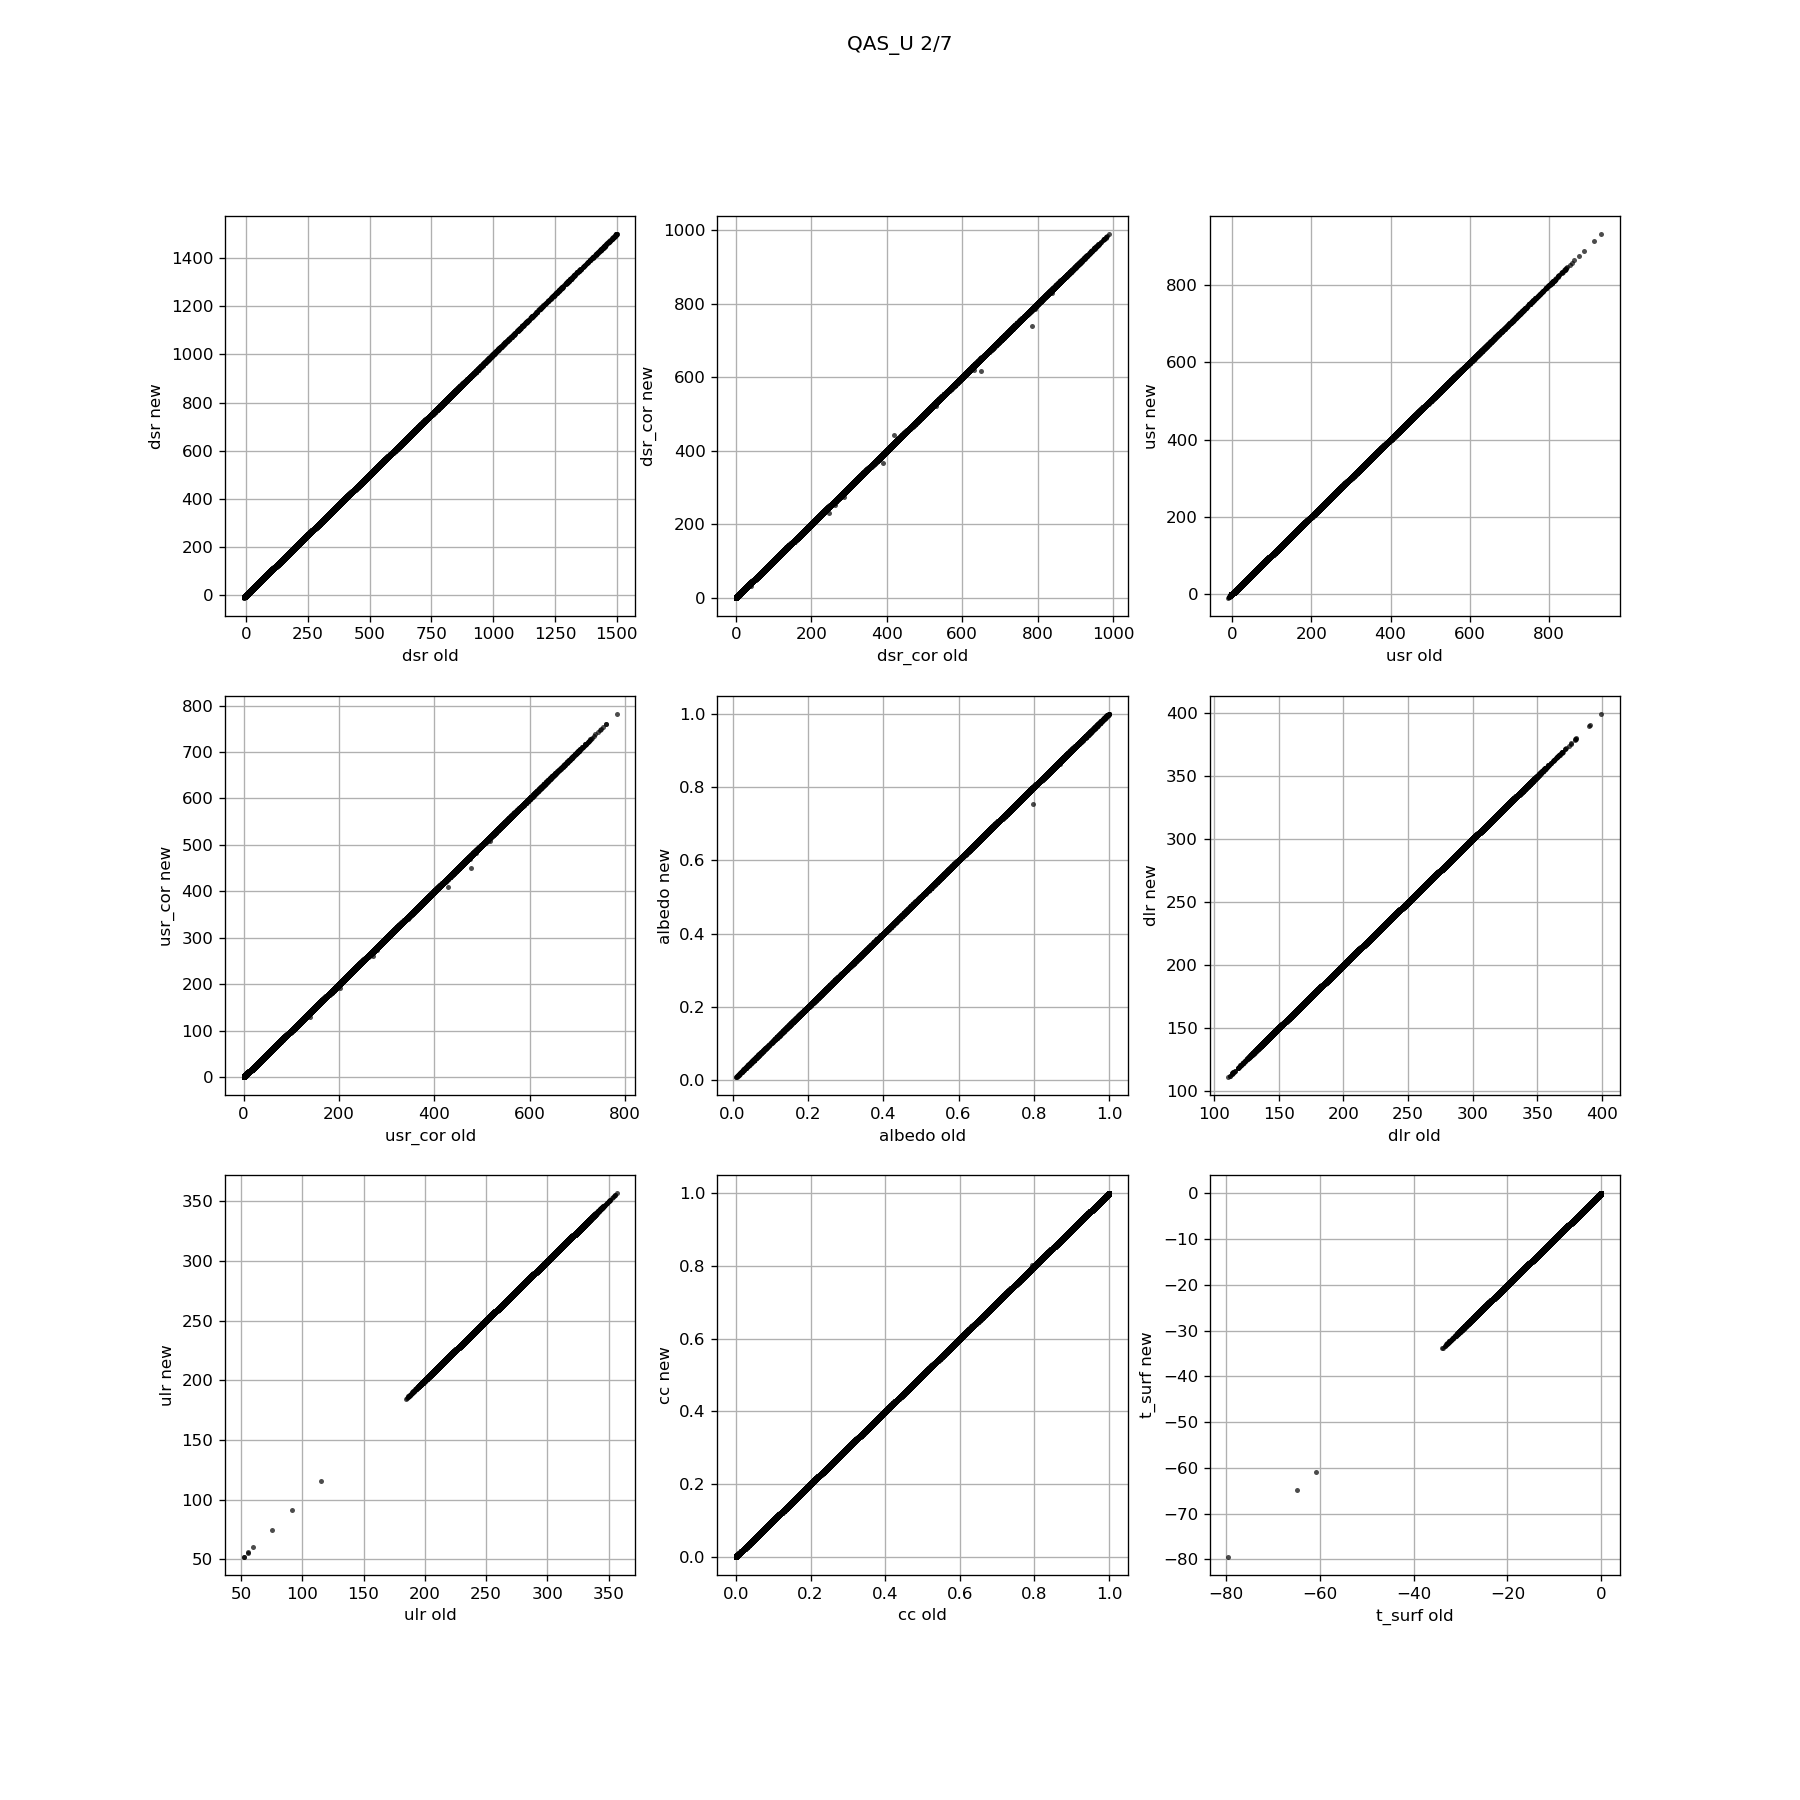 QAS_U 2/7
dsr new
1400
1200
1000
800
600
400
200
0
0 250 500 750 1000 1250 1500
dsr old
dsr_cor new
1000
800
600
400
200
0
0 200 400 600 800 1000
dsr_cor old
usr new
800
600
400
200
0
0 200 400 600 800
usr old
usr_cor new
800
700
600
500
400
300
200
100
0
0 200 400 600 800
usr_cor old
albedo new
1.0
0.8
0.6
0.4
0.2
0.0
0.0 0.2 0.4 0.6 0.8 1.0
albedo old
dlr new
400
350
300
250
200
150
100
100 150 200 250 300 350 400
dlr old
ulr new
350
300
250
200
150
100
50
50 100 150 200 250 300 350
ulr old
cc new
1.0
0.8
0.6
0.4
0.2
0.0
0.0 0.2 0.4 0.6 0.8 1.0
cc old
t_surf new
0
−10
−20
−30
−40
−50
−60
−70
−80
−80 −60 −40 −20 0
t_surf old